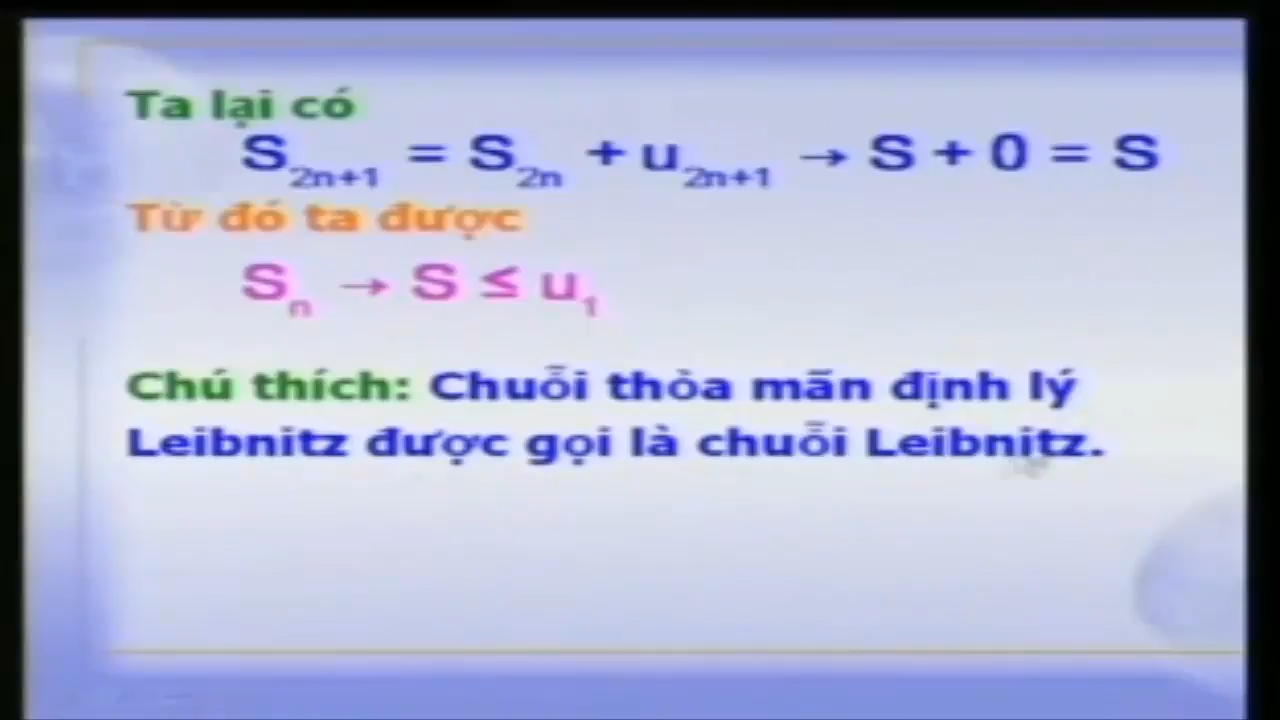 Ta lại có
S₂ₙ₊₁ = S₂ₙ + u₂ₙ₊₁ → S + 0 = S
Từ đó ta được
Sₙ → S ≤ u₁
Chú thích: Chuỗi thỏa mãn định lý
Leibnitz được gọi là chuỗi Leibnitz.